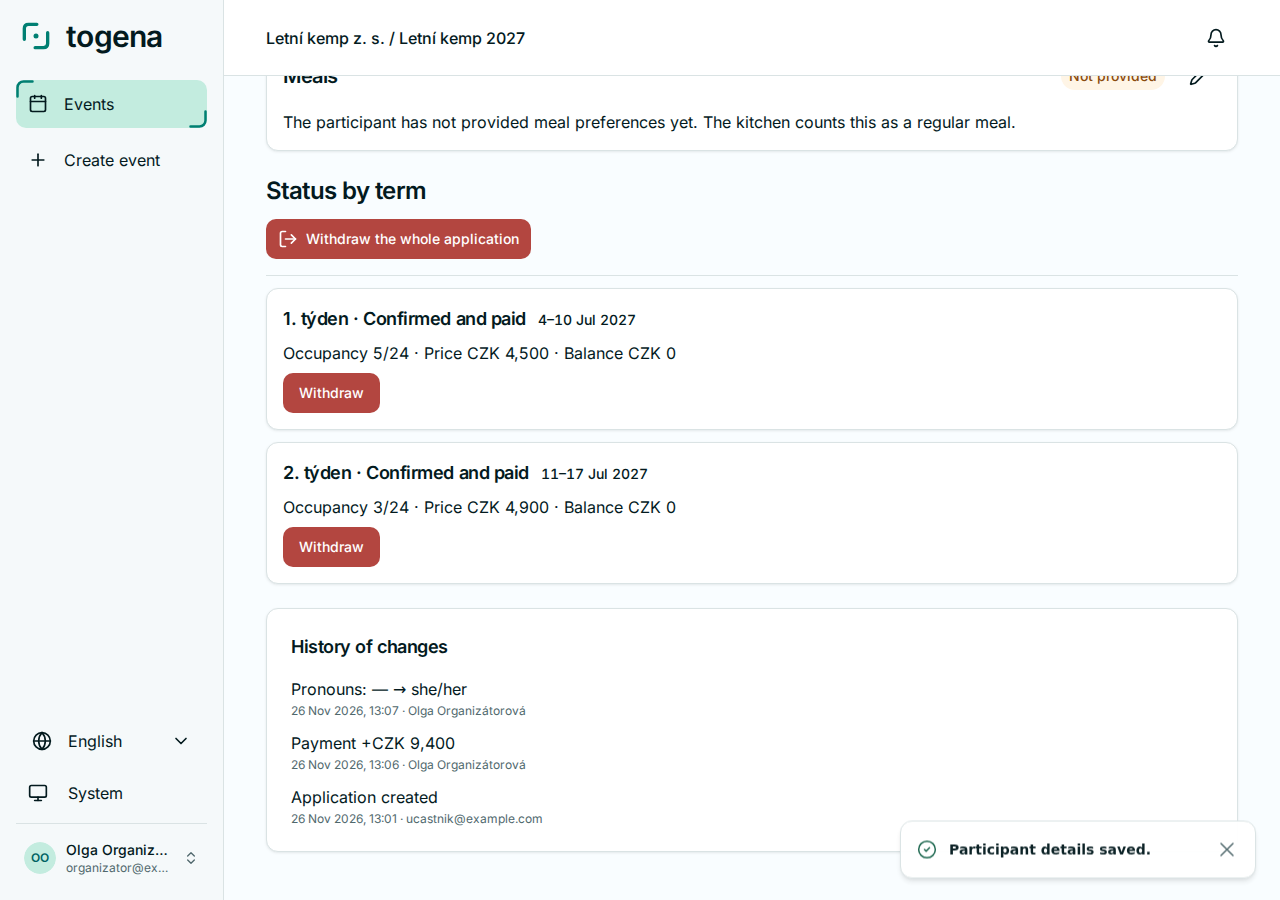 togena
Letní kemp z. s. / Letní kemp 2027
Events
Create event
Meals
Not provided
The participant has not provided meal preferences yet. The kitchen counts this as a regular meal.
Status by term
Withdraw the whole application
1. týden · Confirmed and paid 4–10 Jul 2027
Occupancy 5/24 · Price CZK 4,500 · Balance CZK 0
Withdraw
2. týden · Confirmed and paid 11–17 Jul 2027
Occupancy 3/24 · Price CZK 4,900 · Balance CZK 0
Withdraw
History of changes
Pronouns: — → she/her
26 Nov 2026, 13:07 · Olga Organizátorová
Payment +CZK 9,400
26 Nov 2026, 13:06 · Olga Organizátorová
Application created
26 Nov 2026, 13:01 · ucastnik@example.com
English
System
OO
Olga Organiz...
organizator@ex...
Participant details saved.